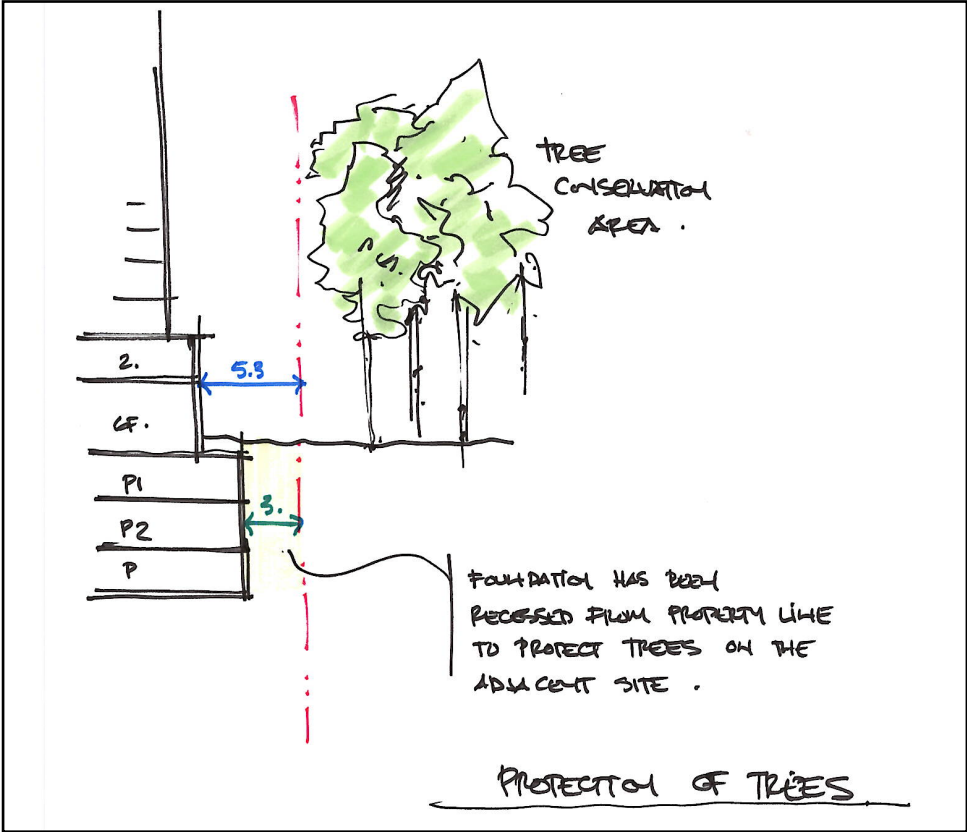 TREE
CONSERVATION
AREA.
2.
5.3
GF.
P1
3.
P2
P
FOUNDATION HAS BEEN
RECESSED FROM PROPERTY LINE
TO PROTECT TREES ON THE
ADJACENT SITE.
PROTECTION OF TREES